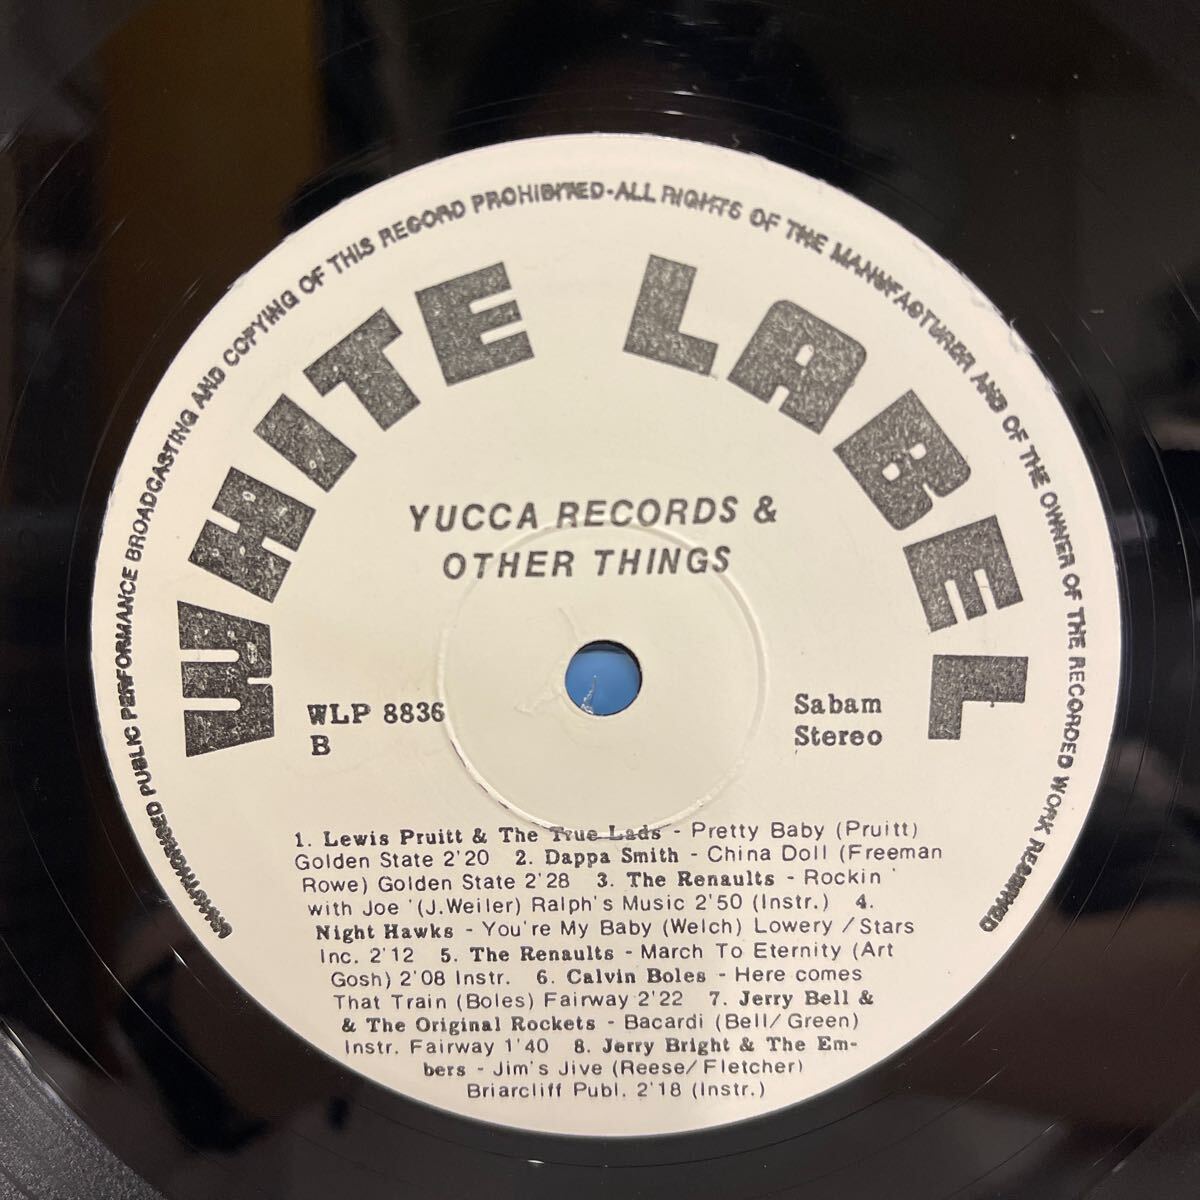 UNAUTHORISED PUBLIC PERFORMANCE BROADCASTING AND COPYING OF THIS RECORD PROHIBITED-ALL RIGHTS OF THE MANUFACTURER AND OF THE OWNER OF THE RECORDED WORK RESERVED
WHITE LABEL
YUCCA RECORDS &
OTHER THINGS
WLP 8836
B
Sabam
Stereo
1. Lewis Pruitt & The True Lads - Pretty Baby (Pruitt)
Golden State 2'20 2. Dappa Smith - China Doll (Freeman
Rowe) Golden State 2'28 3. The Renaults - Rockin'
with Joe '(J.Weiler) Ralph's Music 2'50 (Instr.) 4.
Night Hawks - You're My Baby (Welch) Lowery /Stars
Inc. 2'12 5. The Renaults - March To Eternity (Art
Gosh) 2'08 Instr. 6. Calvin Boles - Here comes
That Train (Boles) Fairway 2'22 7. Jerry Bell &
& The Original Rockets - Bacardi (Bell/Green)
Instr. Fairway 1'40 8. Jerry Bright & The Em-
bers - Jim's Jive (Reese/Fletcher)
Briarcliff Publ. 2'18 (Instr.)